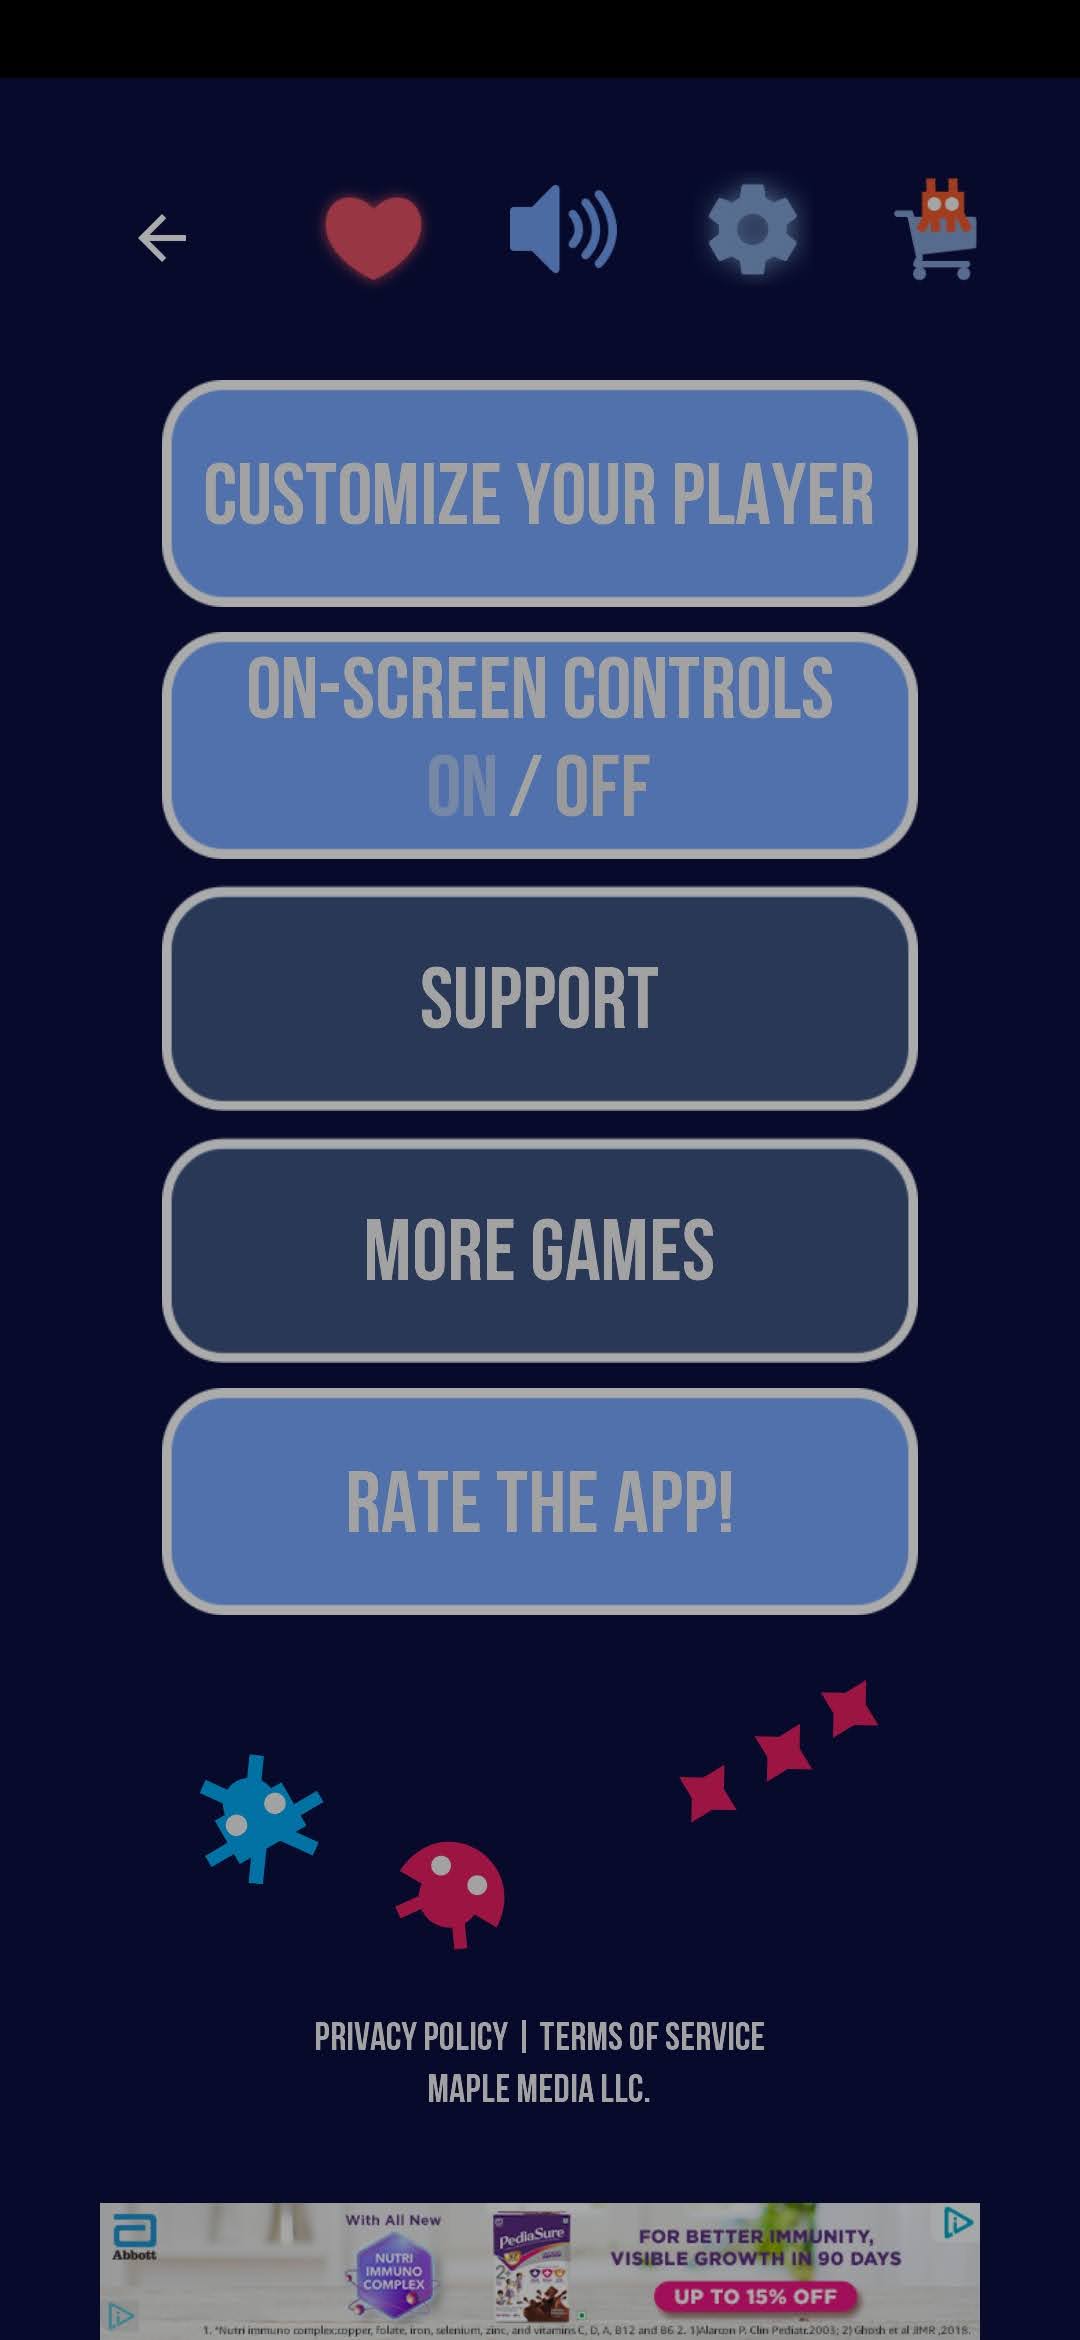 CUSTOMIZE YOUR PLAYER
ON-SCREEN CONTROLS
ON / OFF
SUPPORT
MORE GAMES
RATE THE APP!
PRIVACY POLICY | TERMS OF SERVICE
MAPLE MEDIA LLC.
Abbott
With All New
NUTRI
IMMUNO
COMPLEX
PediaSure
FOR BETTER IMMUNITY,
VISIBLE GROWTH IN 90 DAYS
UP TO 15% OFF
1. *Nutri immuno complex:copper, folate, iron, selenium, zinc, and vitamins C, D, A, B12 and B6 2. 1)Alarcon P. Clin Pediatr.2003; 2) Ghosh et al JIMR ,2018.